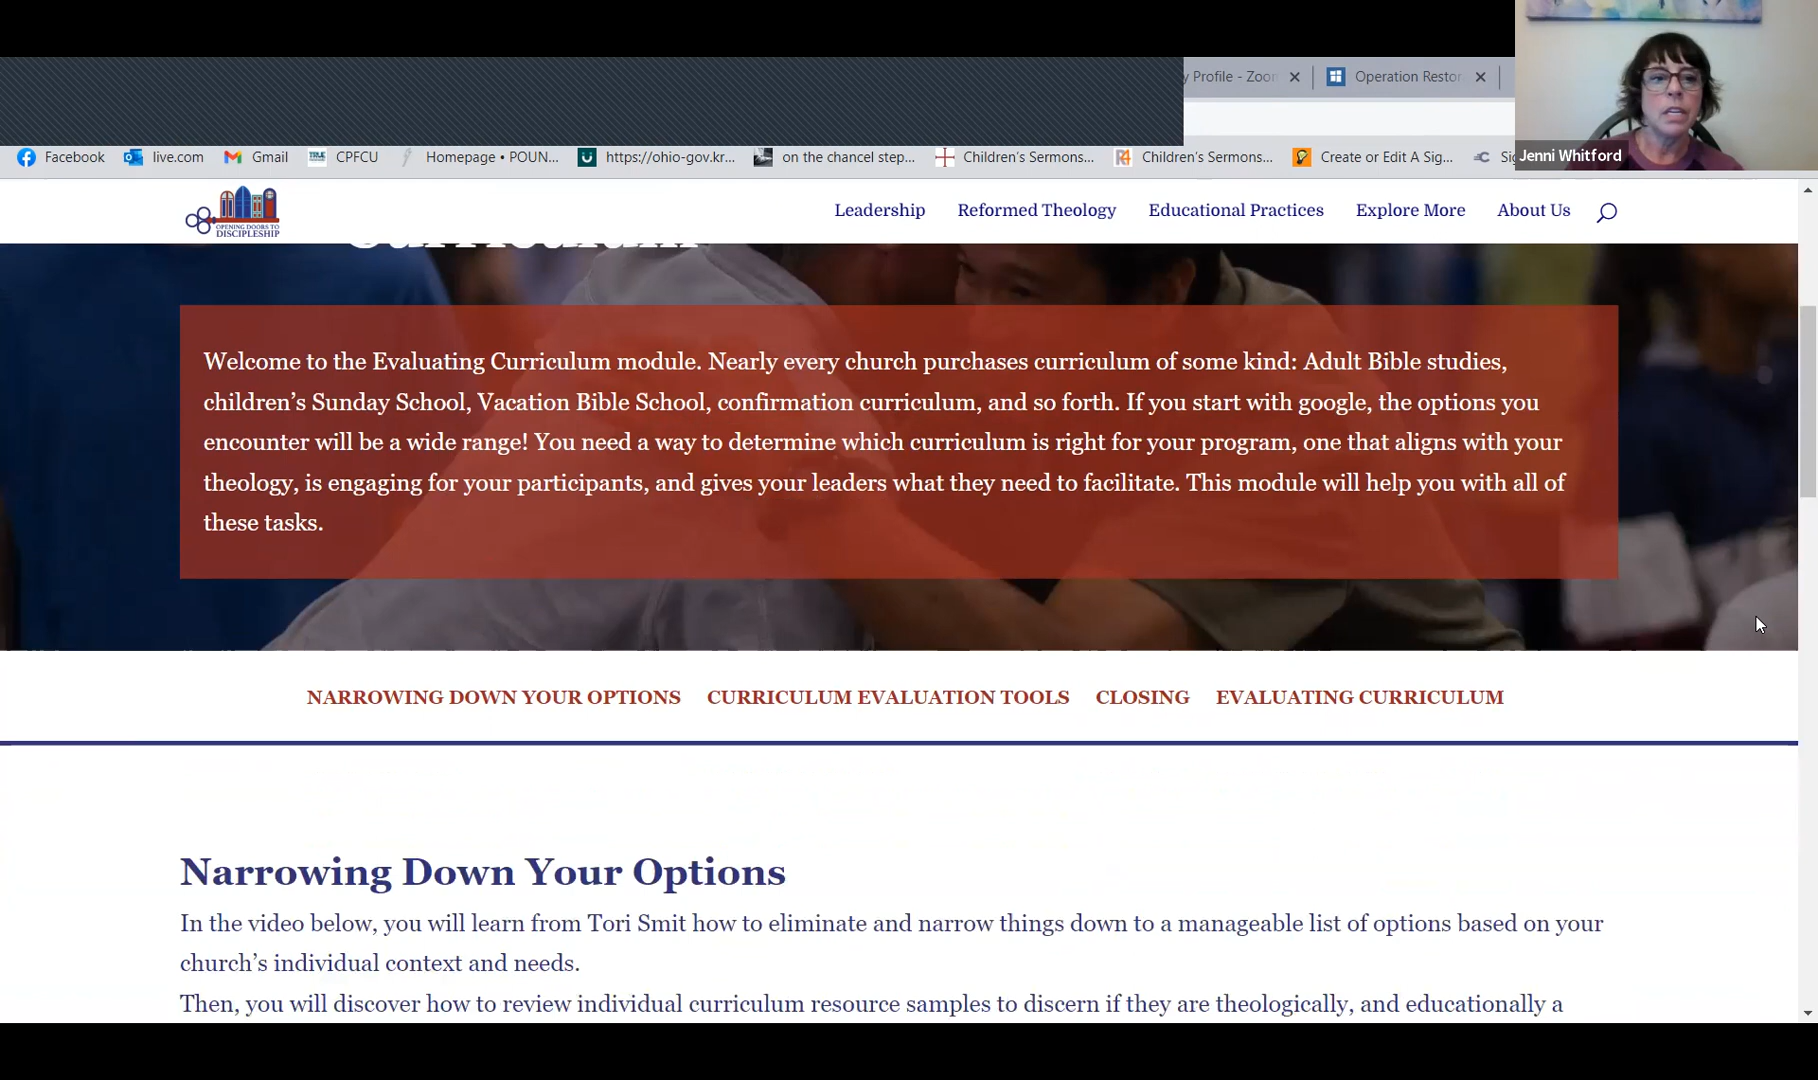 y Profile - Zoon
Operation Restor
Jenni Whitford
Facebook
live.com
Gmail
TRUE
CPFCU
Homepage • POUN...
https://ohio-gov.kr...
on the chancel step...
Children's Sermons...
R4
Children's Sermons...
Create or Edit A Sig...
OPENING DOORS TO
DISCIPLESHIP
Leadership
Reformed Theology
Educational Practices
Explore More
About Us
Curriculum
Welcome to the Evaluating Curriculum module. Nearly every church purchases curriculum of some kind: Adult Bible studies,
children's Sunday School, Vacation Bible School, confirmation curriculum, and so forth. If you start with google, the options you
encounter will be a wide range! You need a way to determine which curriculum is right for your program, one that aligns with your
theology, is engaging for your participants, and gives your leaders what they need to facilitate. This module will help you with all of
these tasks.
NARROWING DOWN YOUR OPTIONS
CURRICULUM EVALUATION TOOLS
CLOSING
EVALUATING CURRICULUM
Narrowing Down Your Options
In the video below, you will learn from Tori Smit how to eliminate and narrow things down to a manageable list of options based on your
church's individual context and needs.
Then, you will discover how to review individual curriculum resource samples to discern if they are theologically, and educationally a